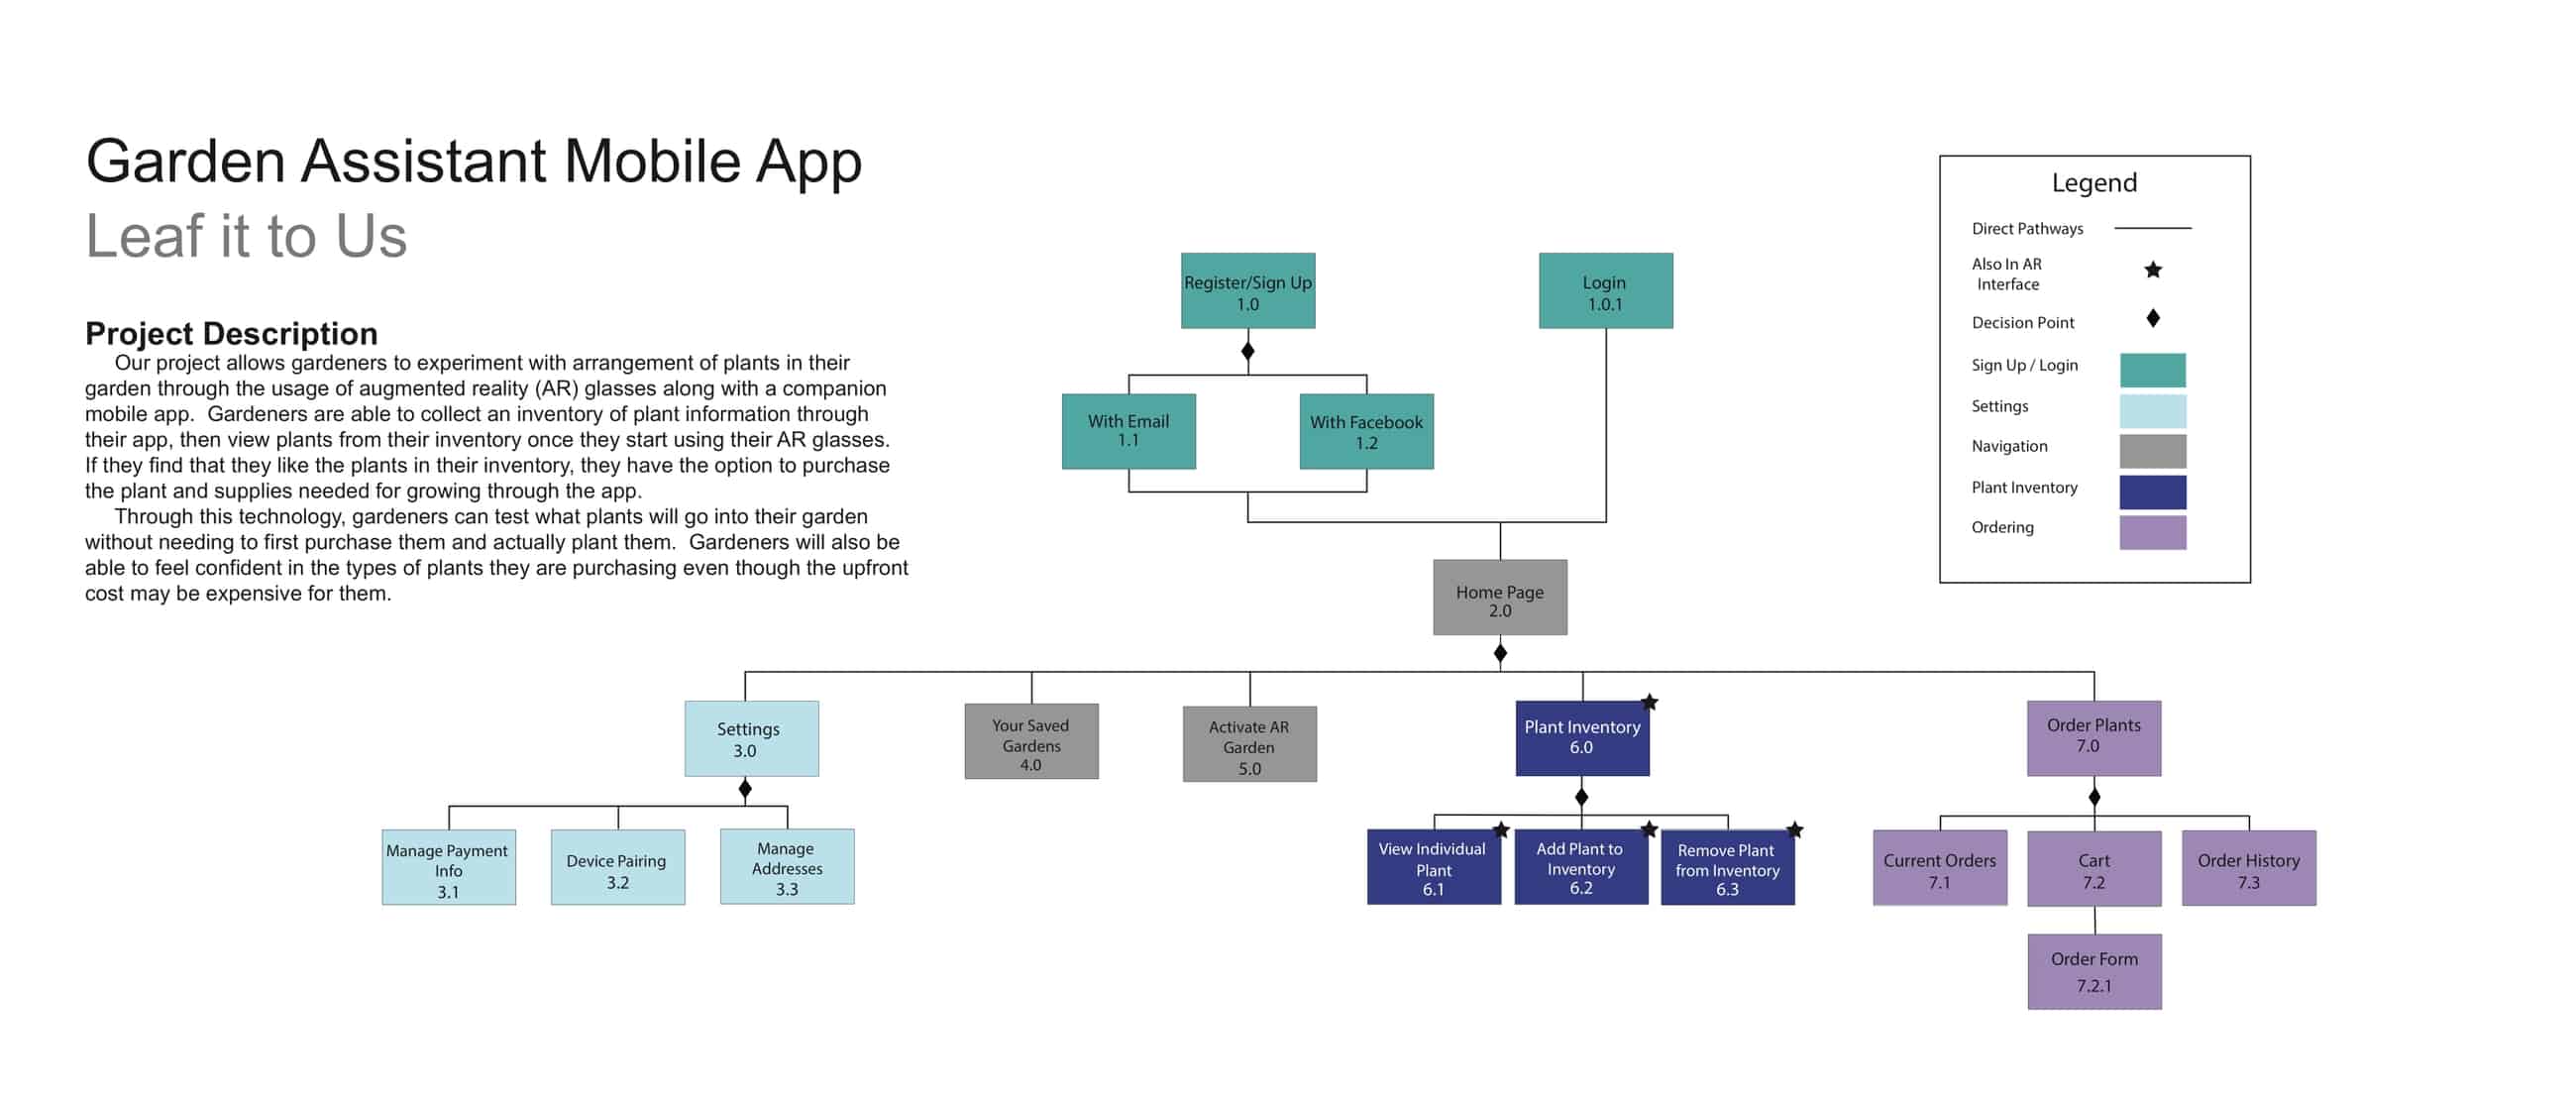 Garden Assistant Mobile App
Leaf it to Us
Project Description
Our project allows gardeners to experiment with arrangement of plants in their
garden through the usage of augmented reality (AR) glasses along with a companion
mobile app.  Gardeners are able to collect an inventory of plant information through
their app, then view plants from their inventory once they start using their AR glasses.
If they find that they like the plants in their inventory, they have the option to purchase
the plant and supplies needed for growing through the app.
Through this technology, gardeners can test what plants will go into their garden
without needing to first purchase them and actually plant them.  Gardeners will also be
able to feel confident in the types of plants they are purchasing even though the upfront
cost may be expensive for them.
Legend
Direct Pathways
Also In AR
Interface
Decision Point
Sign Up / Login
Settings
Navigation
Plant Inventory
Ordering
Register/Sign Up
1.0
Login
1.0.1
With Email
1.1
With Facebook
1.2
Home Page
2.0
Settings
3.0
Your Saved
Gardens
4.0
Activate AR
Garden
5.0
Plant Inventory
6.0
Order Plants
7.0
Manage Payment
Info
3.1
Device Pairing
3.2
Manage
Addresses
3.3
View Individual
Plant
6.1
Add Plant to
Inventory
6.2
Remove Plant
from Inventory
6.3
Current Orders
7.1
Cart
7.2
Order History
7.3
Order Form
7.2.1